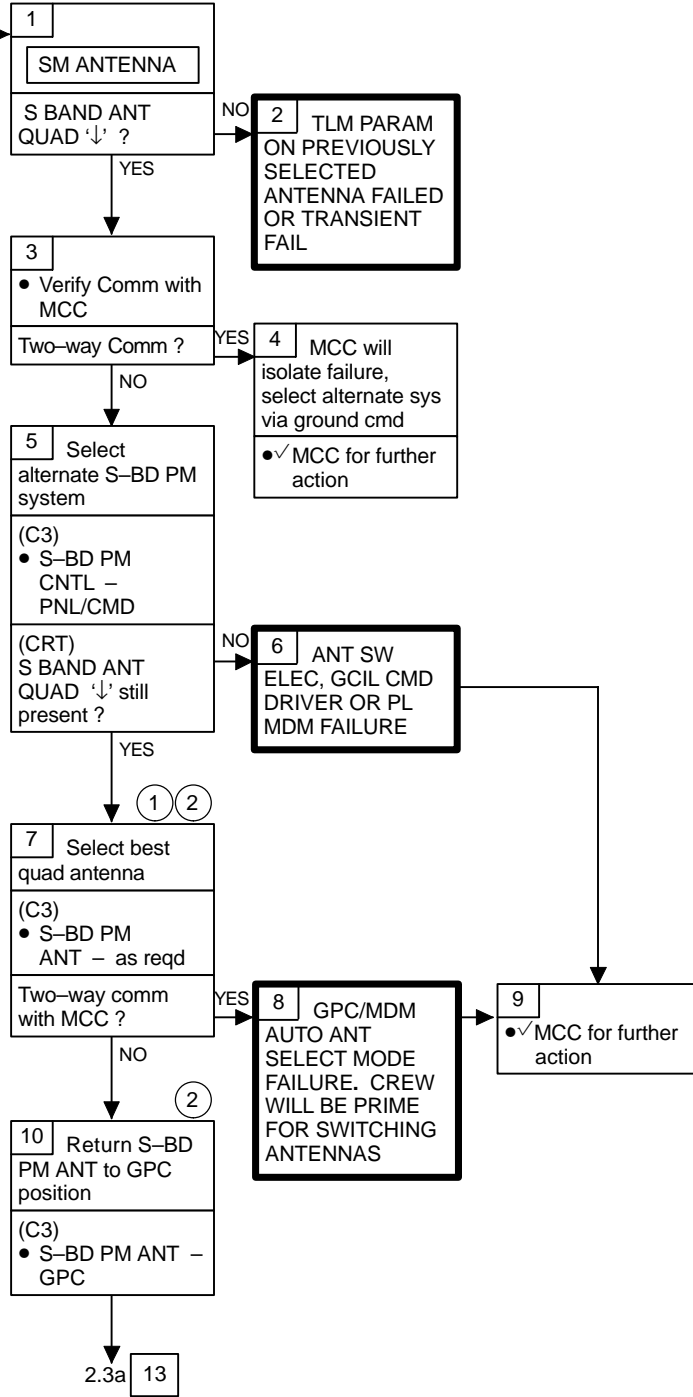 1
SM ANTENNA
S BAND ANT
QUAD ‘↓’ ?
NO
YES
2 TLM PARAM
ON PREVIOUSLY
SELECTED
ANTENNA FAILED
OR TRANSIENT
FAIL
3
• Verify Comm with
MCC
Two–way Comm ?
YES
NO
4 MCC will
isolate failure,
select alternate sys
via ground cmd
•√ MCC for further
action
5 Select
alternate S–BD PM
system
(C3)
• S–BD PM
CNTL –
PNL/CMD
(CRT)
S BAND ANT
QUAD ‘↓’ still
present ?
NO
YES
6 ANT SW
ELEC, GCIL CMD
DRIVER OR PL
MDM FAILURE
1 2
7 Select best
quad antenna
(C3)
• S–BD PM
ANT – as reqd
Two–way comm
with MCC ?
YES
NO
8 GPC/MDM
AUTO ANT
SELECT MODE
FAILURE. CREW
WILL BE PRIME
FOR SWITCHING
ANTENNAS
9
•√ MCC for further
action
2
10 Return S–BD
PM ANT to GPC
position
(C3)
• S–BD PM ANT –
GPC
2.3a 13